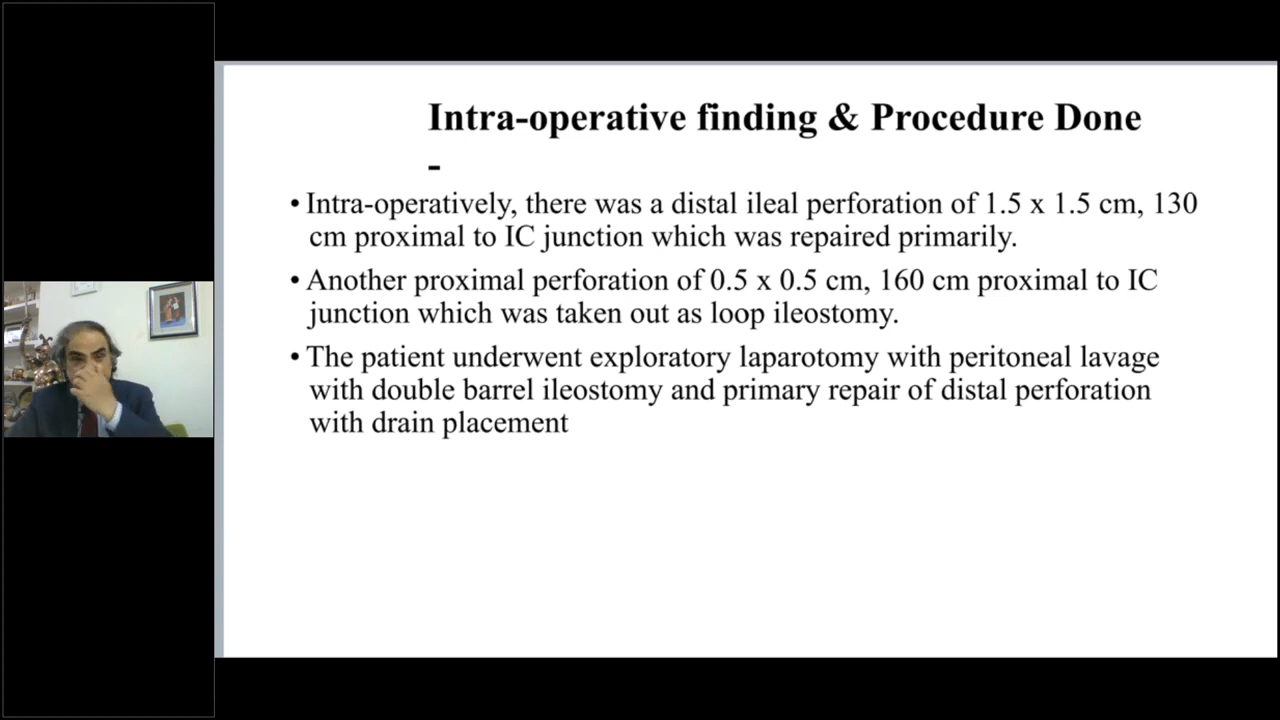 Intra-operative finding & Procedure Done
-
• Intra-operatively, there was a distal ileal perforation of 1.5 x 1.5 cm, 130
cm proximal to IC junction which was repaired primarily.
• Another proximal perforation of 0.5 x 0.5 cm, 160 cm proximal to IC
junction which was taken out as loop ileostomy.
• The patient underwent exploratory laparotomy with peritoneal lavage
with double barrel ileostomy and primary repair of distal perforation
with drain placement